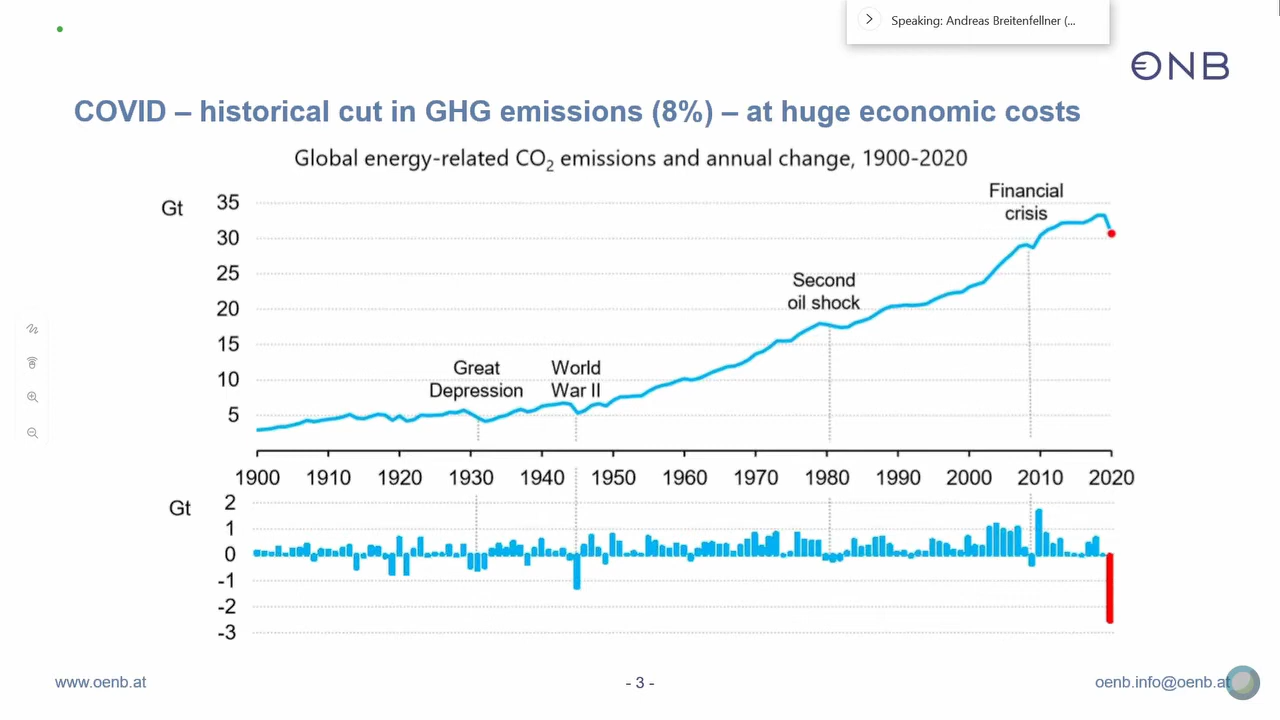 Speaking: Andreas Breitenfellner (...
€NB
COVID – historical cut in GHG emissions (8%) – at huge economic costs
Global energy-related CO₂ emissions and annual change, 1900-2020
Gt
35
30
25
20
15
10
5
Great
Depression
World
War II
Second
oil shock
Financial
crisis
1900 1910 1920 1930 1940 1950 1960 1970 1980 1990 2000 2010 2020
Gt
2
1
0
-1
-2
-3
www.oenb.at
- 3 -
oenb.info@oenb.at